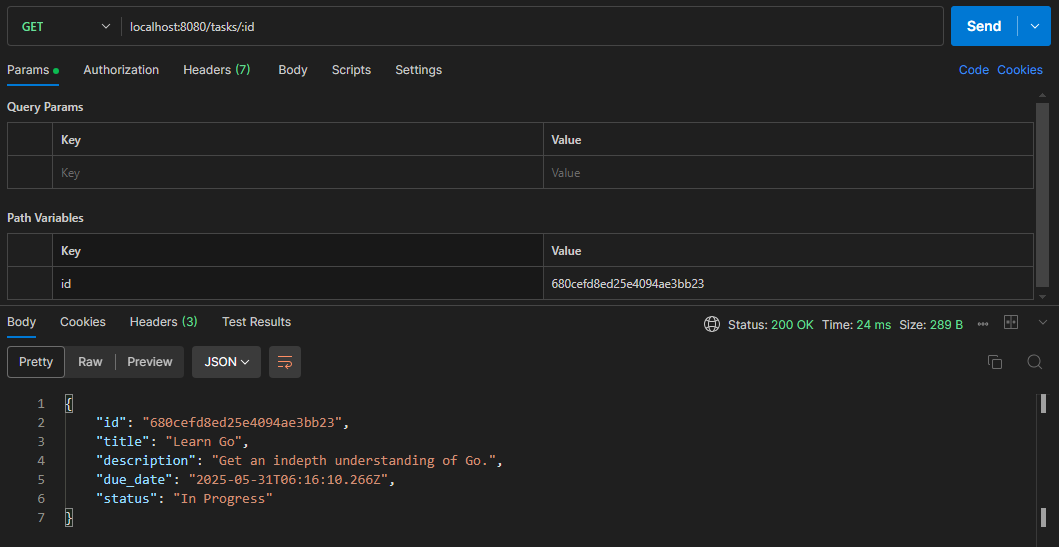 GET localhost:8080/tasks/:id Send
Params Authorization Headers (7) Body Scripts Settings Code Cookies
Query Params
Key Value
Key Value
Path Variables
Key Value
id 680cefd8ed25e4094ae3bb23
Body Cookies Headers (3) Test Results Status: 200 OK Time: 24 ms Size: 289 B
Pretty Raw Preview JSON
1 {
2 "id": "680cefd8ed25e4094ae3bb23",
3 "title": "Learn Go",
4 "description": "Get an indepth understanding of Go.",
5 "due_date": "2025-05-31T06:16:10.266Z",
6 "status": "In Progress"
7 }